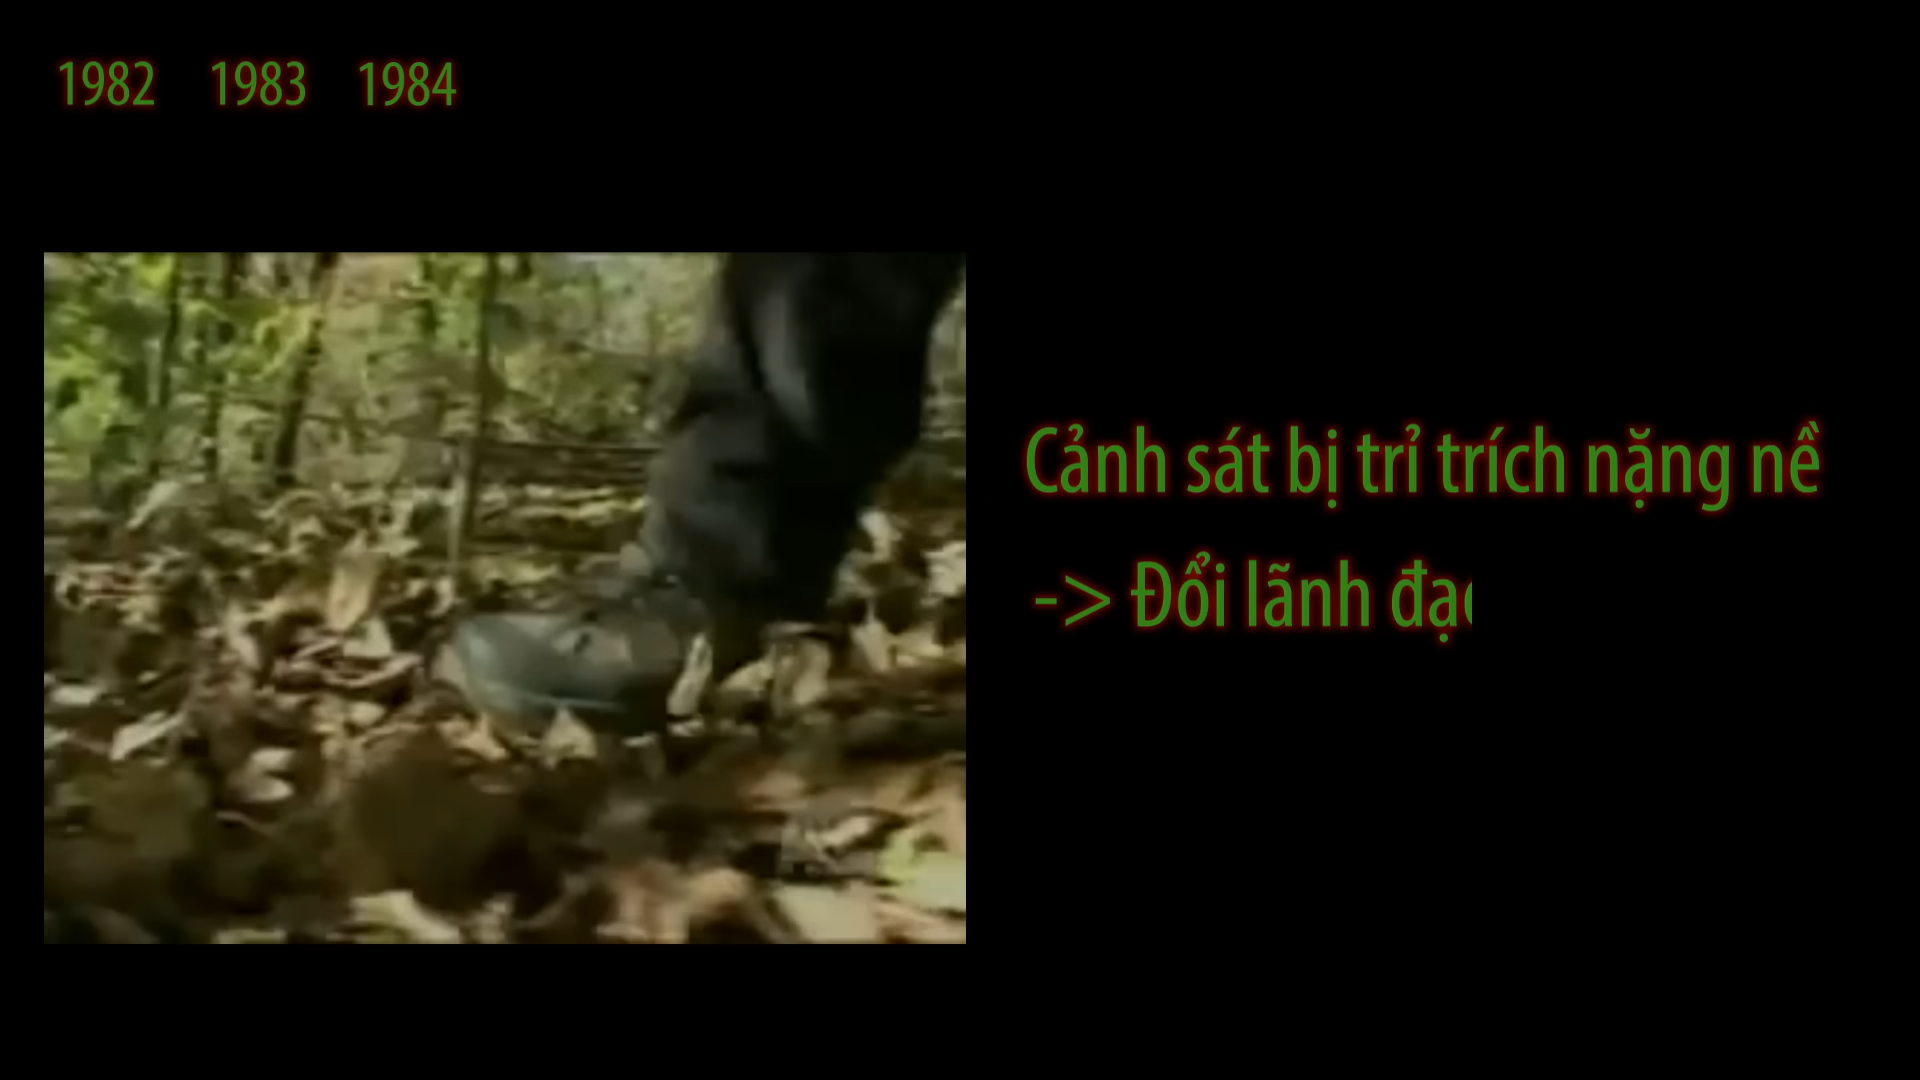 1982 1983 1984
Cảnh sát bị trỉ trích nặng nề
-> Đổi lãnh